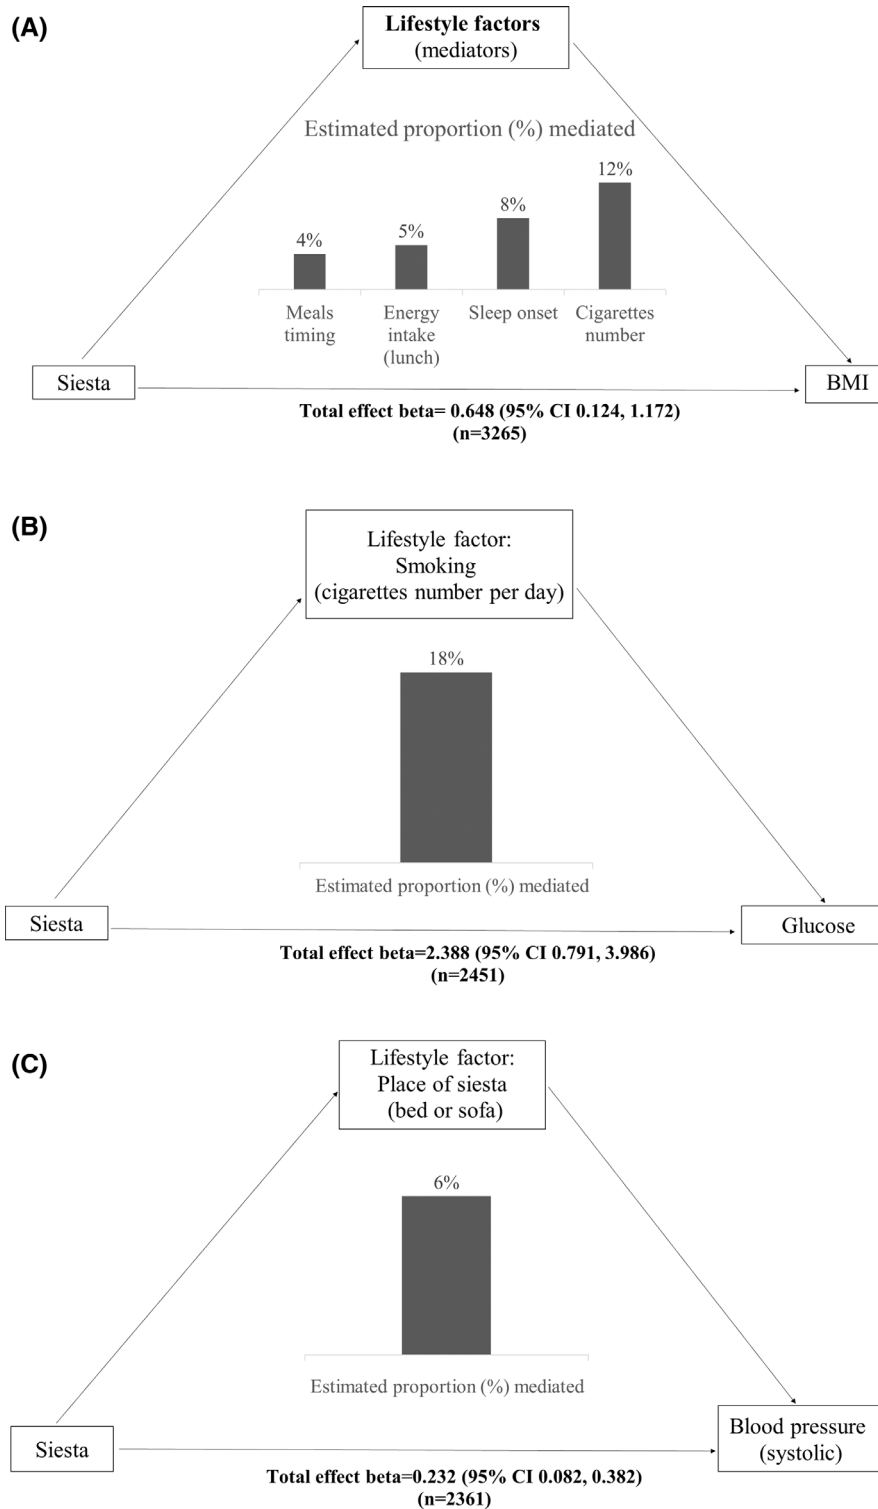 (A)
Lifestyle factors
(mediators)
Estimated proportion (%) mediated
4%
5%
8%
12%
Meals
timing
Energy
intake
(lunch)
Sleep onset
Cigarettes
number
Siesta
BMI
Total effect beta= 0.648 (95% CI 0.124, 1.172)
(n=3265)
(B)
Lifestyle factor:
Smoking
(cigarettes number per day)
18%
Estimated proportion (%) mediated
Siesta
Glucose
Total effect beta=2.388 (95% CI 0.791, 3.986)
(n=2451)
(C)
Lifestyle factor:
Place of siesta
(bed or sofa)
6%
Estimated proportion (%) mediated
Siesta
Blood pressure
(systolic)
Total effect beta=0.232 (95% CI 0.082, 0.382)
(n=2361)